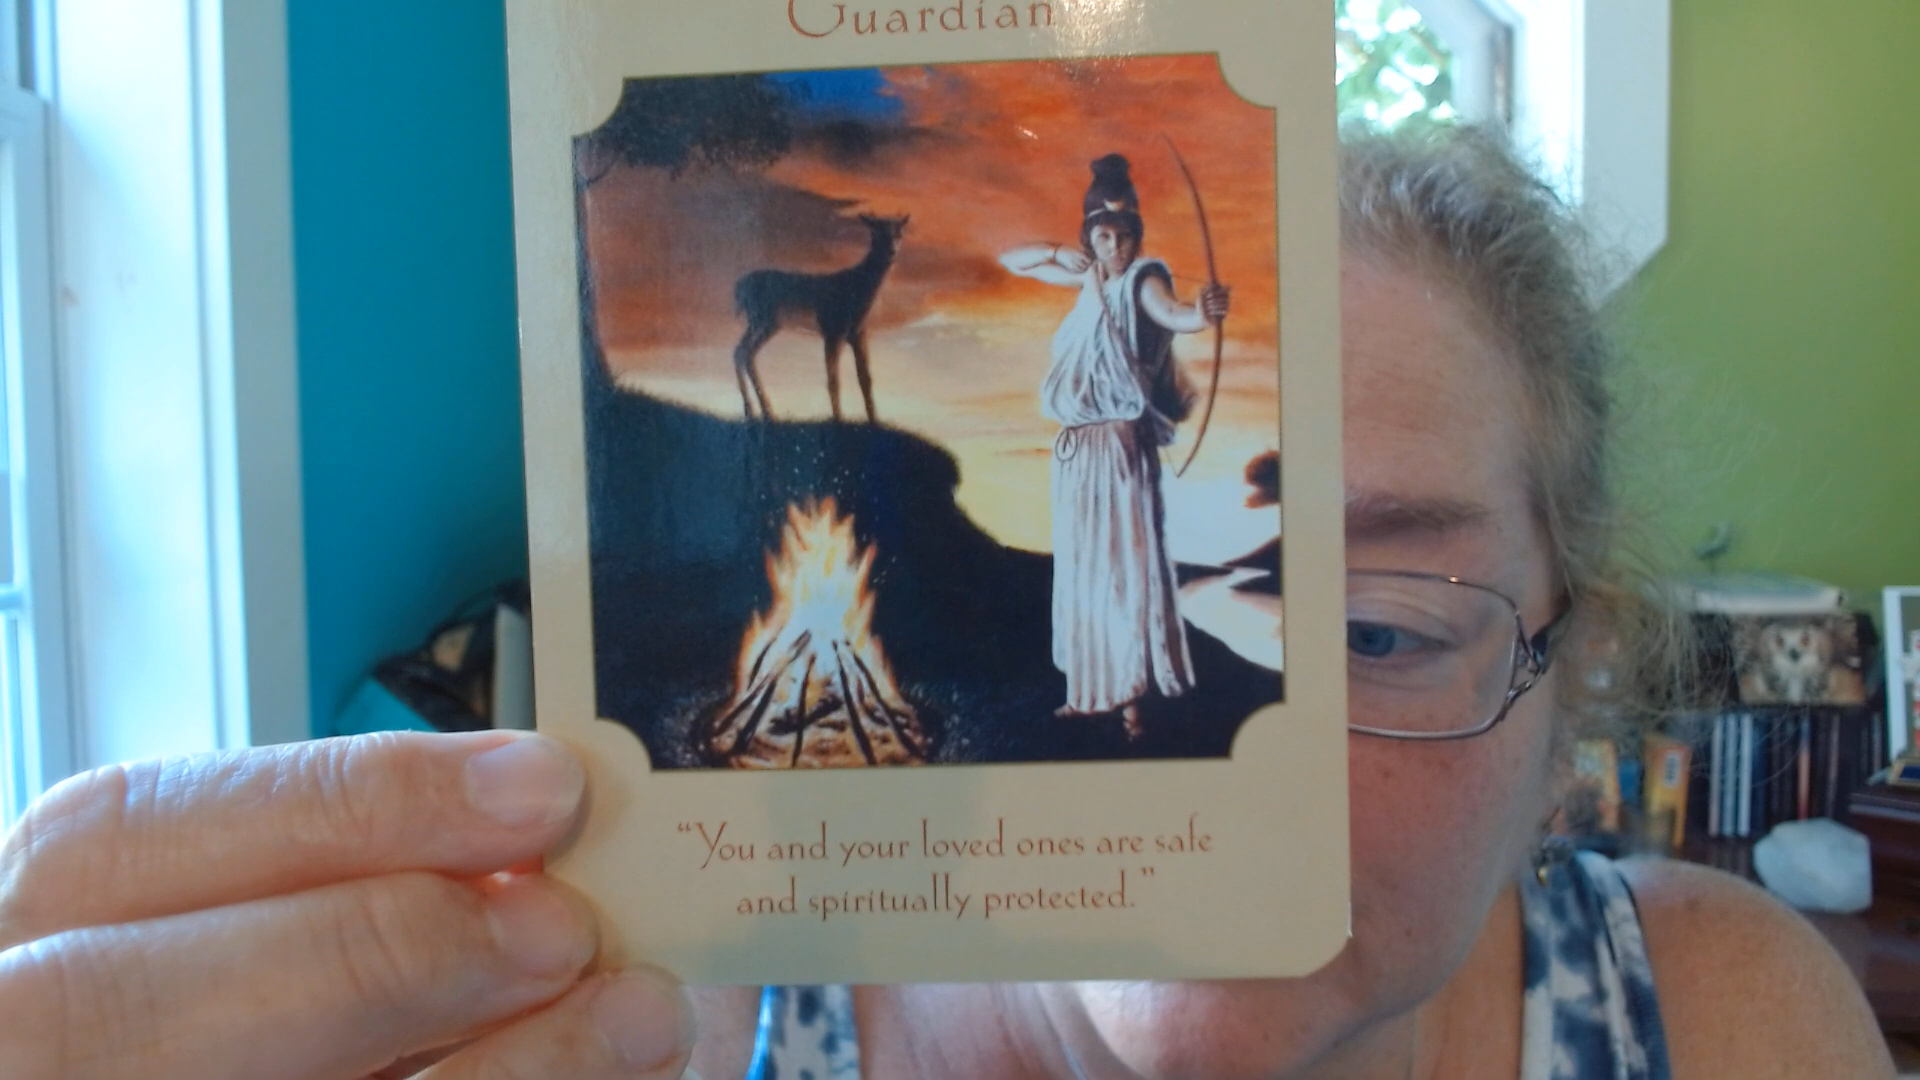 Guardian
“You and your loved ones are safe
and spiritually protected.”